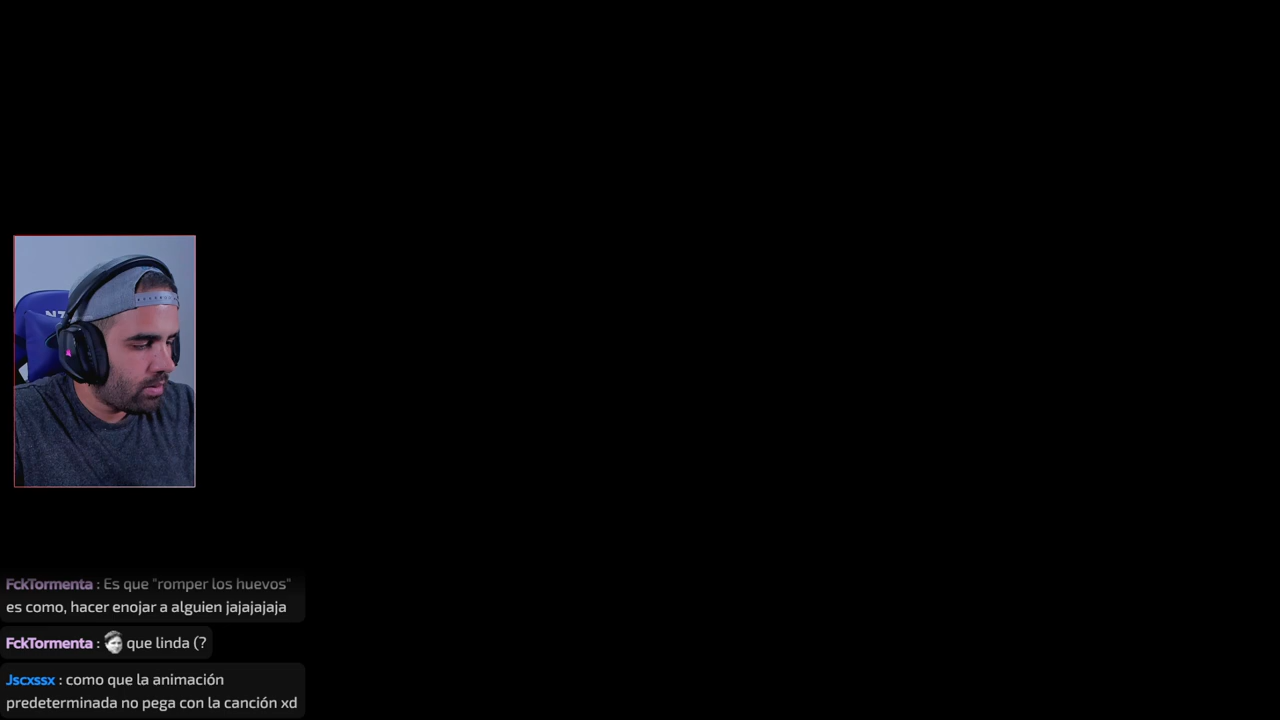 FckTormenta : Es que "romper los huevos"
es como, hacer enojar a alguien jajajajaja
FckTormenta : que linda (?
Jscxssx : como que la animación
predeterminada no pega con la canción xd